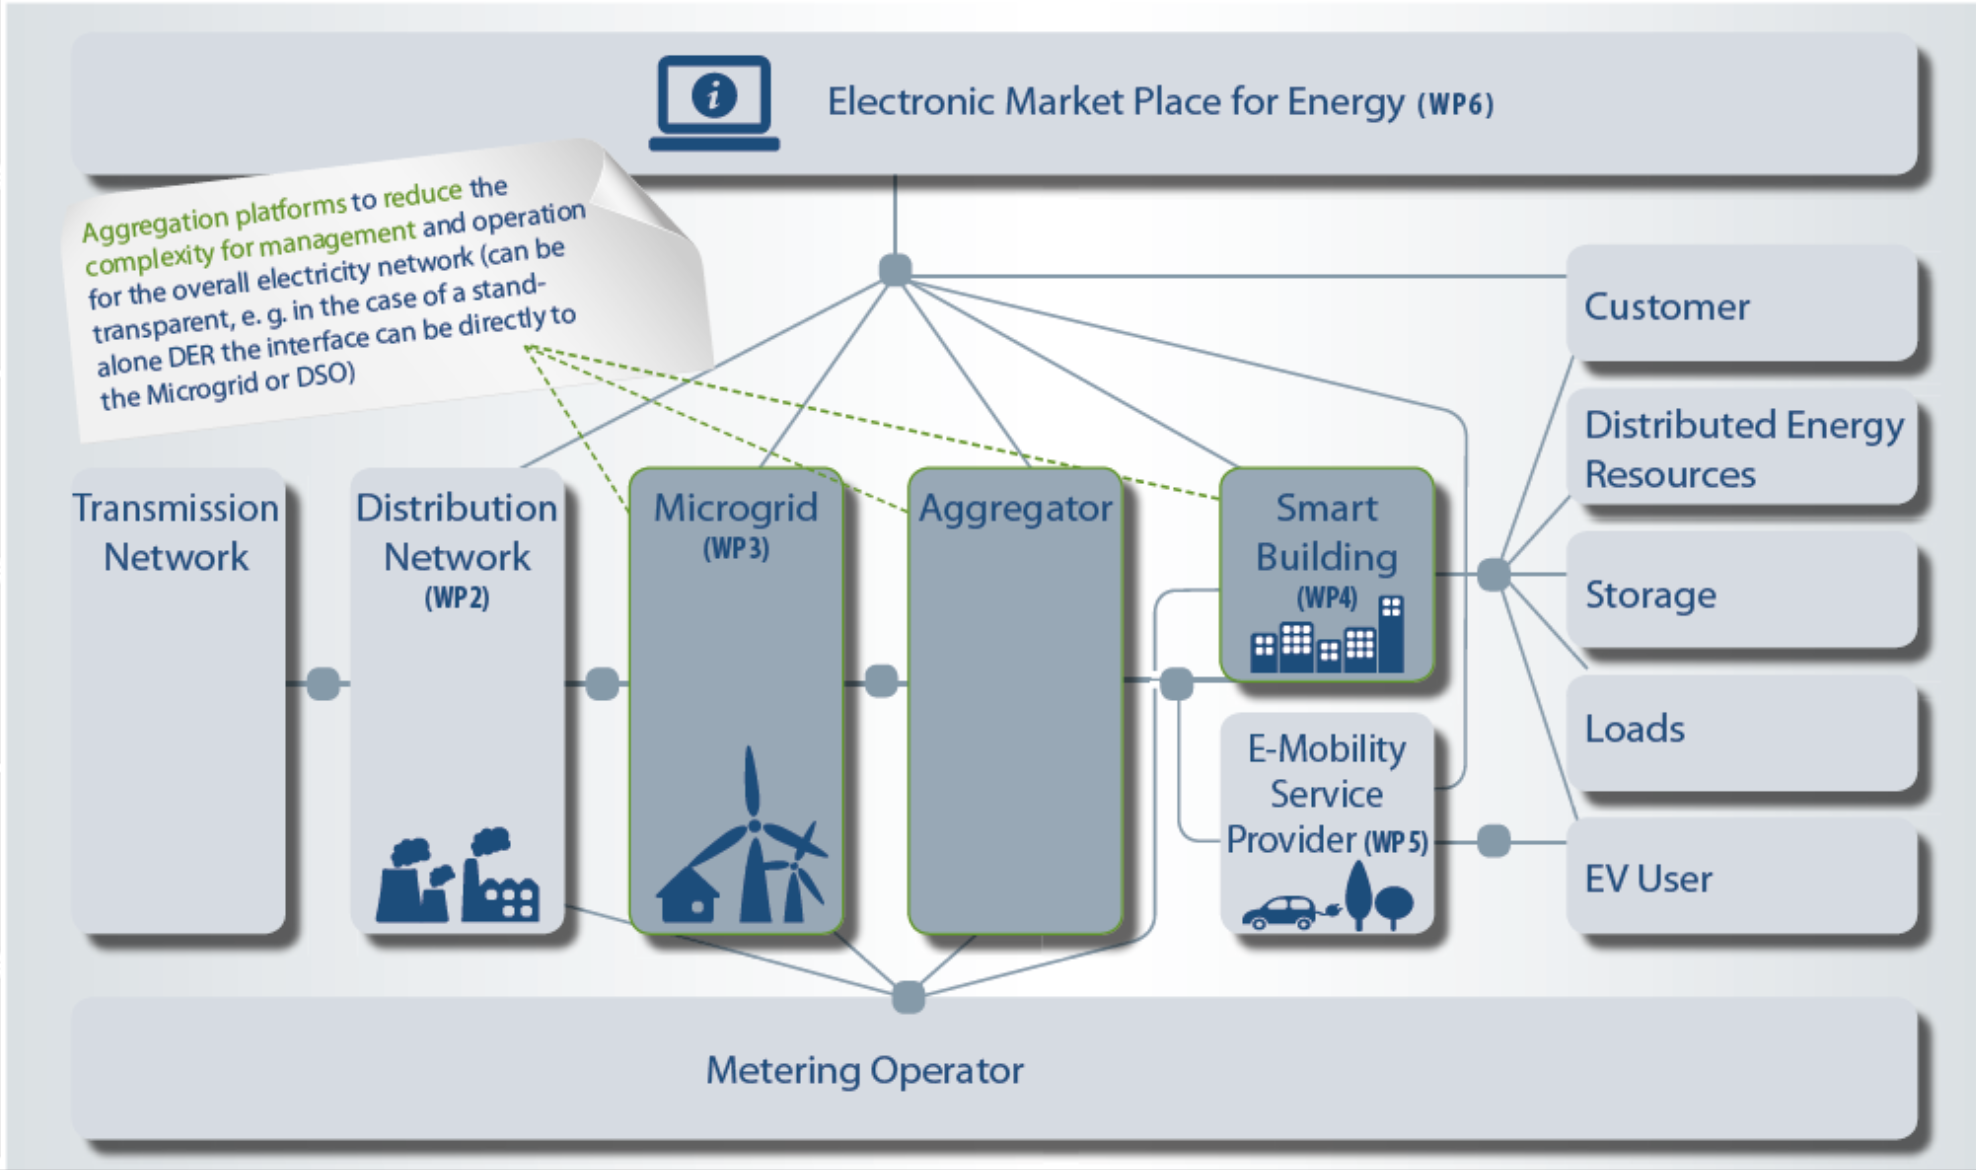 Electronic Market Place for Energy (WP6)
Aggregation platforms to reduce the
complexity for management and operation
for the overall electricity network (can be
transparent, e. g. in the case of a stand-
alone DER the interface can be directly to
the Microgrid or DSO)
Transmission
Network
Distribution
Network
(WP2)
Microgrid
(WP3)
Aggregator
Smart
Building
(WP4)
E-Mobility
Service
Provider (WP5)
Customer
Distributed Energy
Resources
Storage
Loads
EV User
Metering Operator